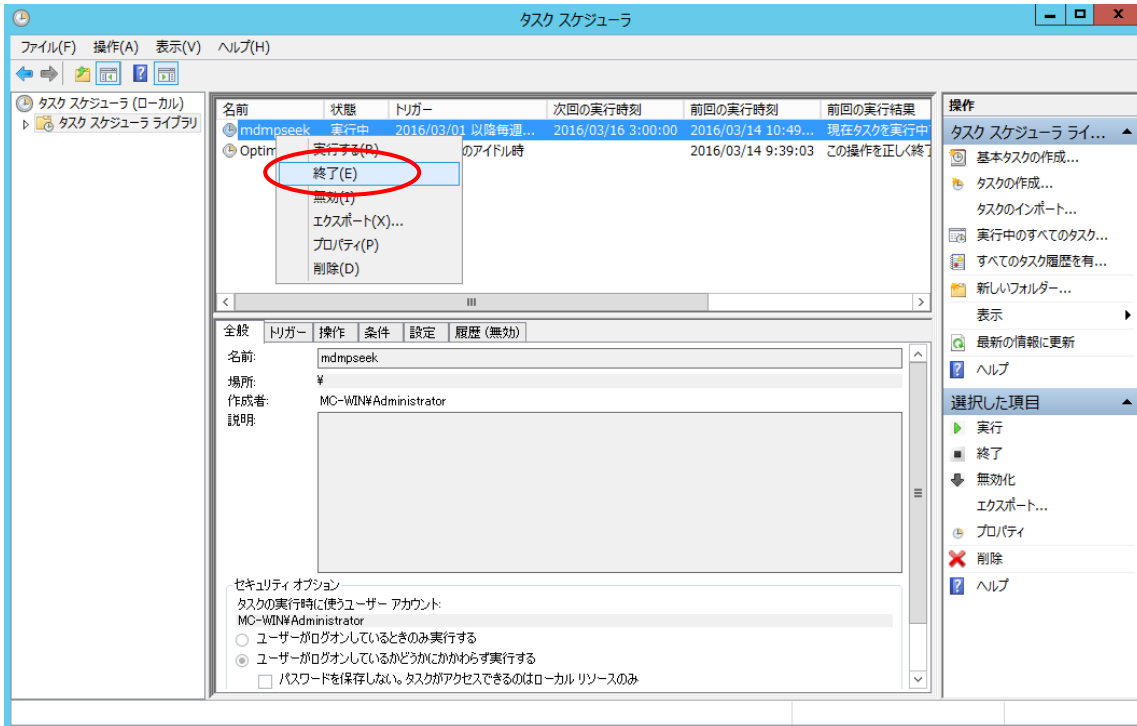 タスク スケジューラ
ファイル(F) 操作(A) 表示(V) ヘルプ(H)
タスク スケジューラ (ローカル)
タスク スケジューラ ライブラリ
名前 状態 トリガー 次回の実行時刻 前回の実行時刻 前回の実行結果
mdmpseek 実行中 2016/03/01 以降毎週... 2016/03/16 3:00:00 2016/03/14 10:49... 現在タスクを実行中
Optim のアイドル時 2016/03/14 9:39:03 この操作を正しく終了
実行する(R)
終了(E)
無効(I)
エクスポート(X)...
プロパティ(P)
削除(D)
全般 トリガー 操作 条件 設定 履歴 (無効)
名前: mdmpseek
場所: ¥
作成者: MC-WIN¥Administrator
説明:
セキュリティ オプション
タスクの実行時に使うユーザー アカウント:
MC-WIN¥Administrator
ユーザーがログオンしているときのみ実行する
ユーザーがログオンしているかどうかにかかわらず実行する
パスワードを保存しない。タスクがアクセスできるのはローカル リソースのみ
操作
タスク スケジューラ ライ...
基本タスクの作成...
タスクの作成...
タスクのインポート...
実行中のすべてのタスク...
すべてのタスク履歴を有...
新しいフォルダー...
表示
最新の情報に更新
ヘルプ
選択した項目
実行
終了
無効化
エクスポート...
プロパティ
削除
ヘルプ